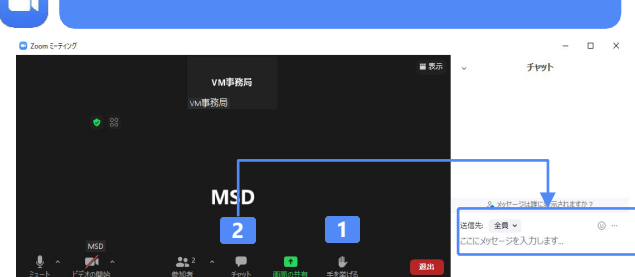 Zoom ミーティング
表示
チャット
VM事務局
VM事務局
MSD
メッセージは誰に表示されますか?
送信先: 全員
ここにメッセージを入力します...
2
1
MSD
2
ミュート
ビデオの開始
参加者
チャット
画面の共有
手を挙げる
退出